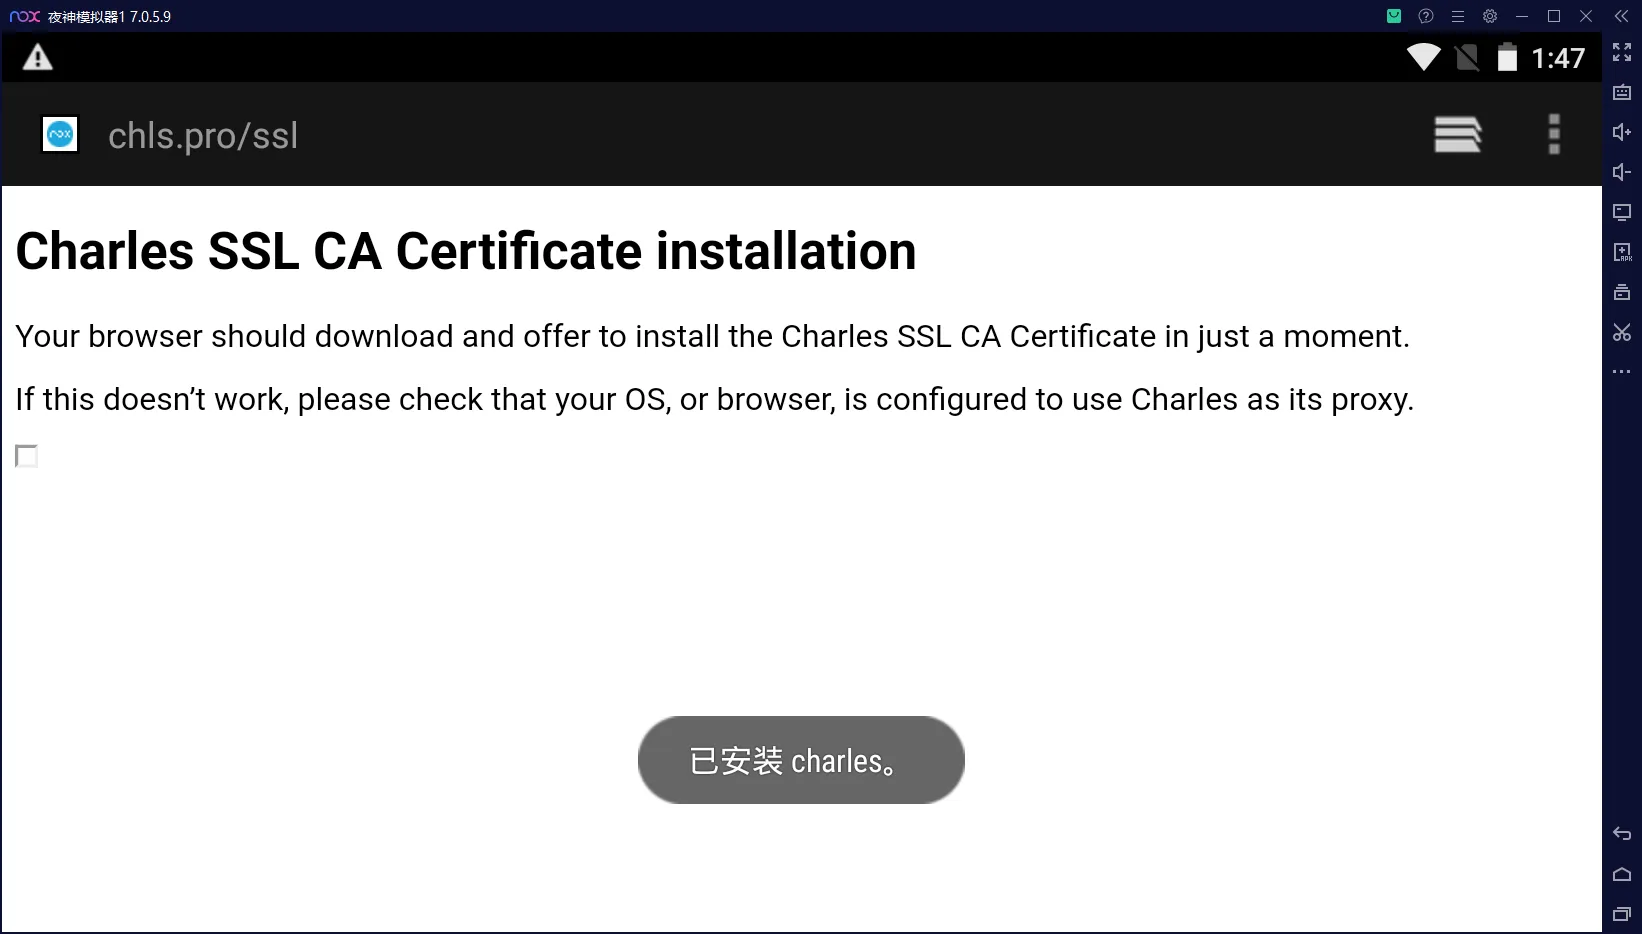 nox 夜神模拟器1 7.0.5.9
1:47
nox chls.pro/ssl
Charles SSL CA Certificate installation
Your browser should download and offer to install the Charles SSL CA Certificate in just a moment.
If this doesn’t work, please check that your OS, or browser, is configured to use Charles as its proxy.
已安装 charles。
APK